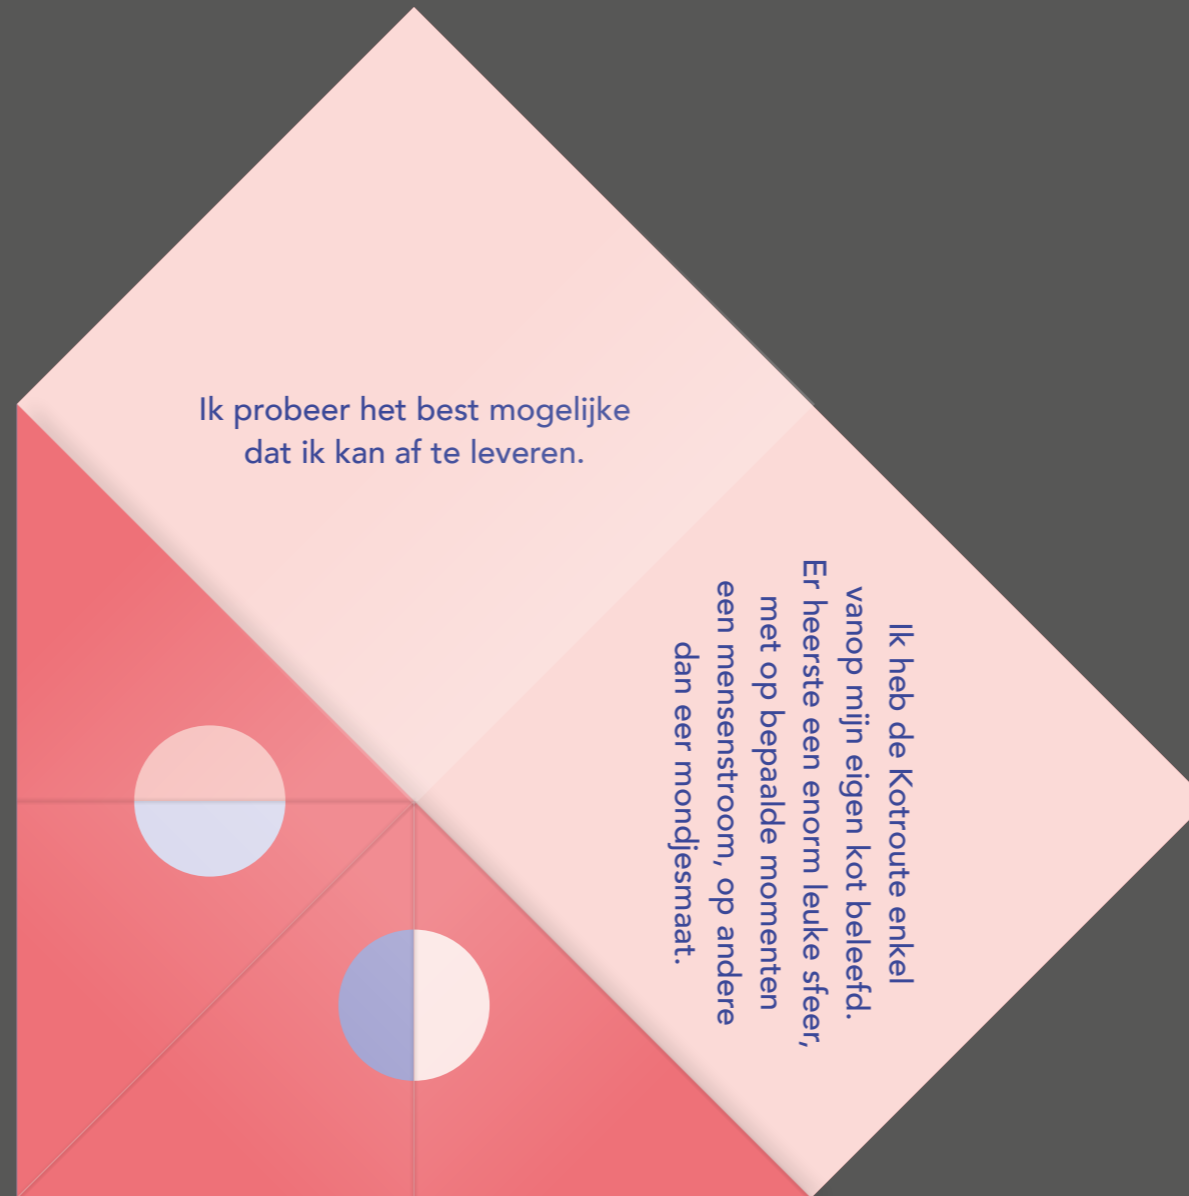 Ik probeer het best mogelijke
dat ik kan af te leveren.
Ik heb de Kotroute enkel
vanop mijn eigen kot beleefd.
Er heerste een enorm leuke sfeer,
met op bepaalde momenten
een mensenstroom, op andere
dan eer mondjesmaat.